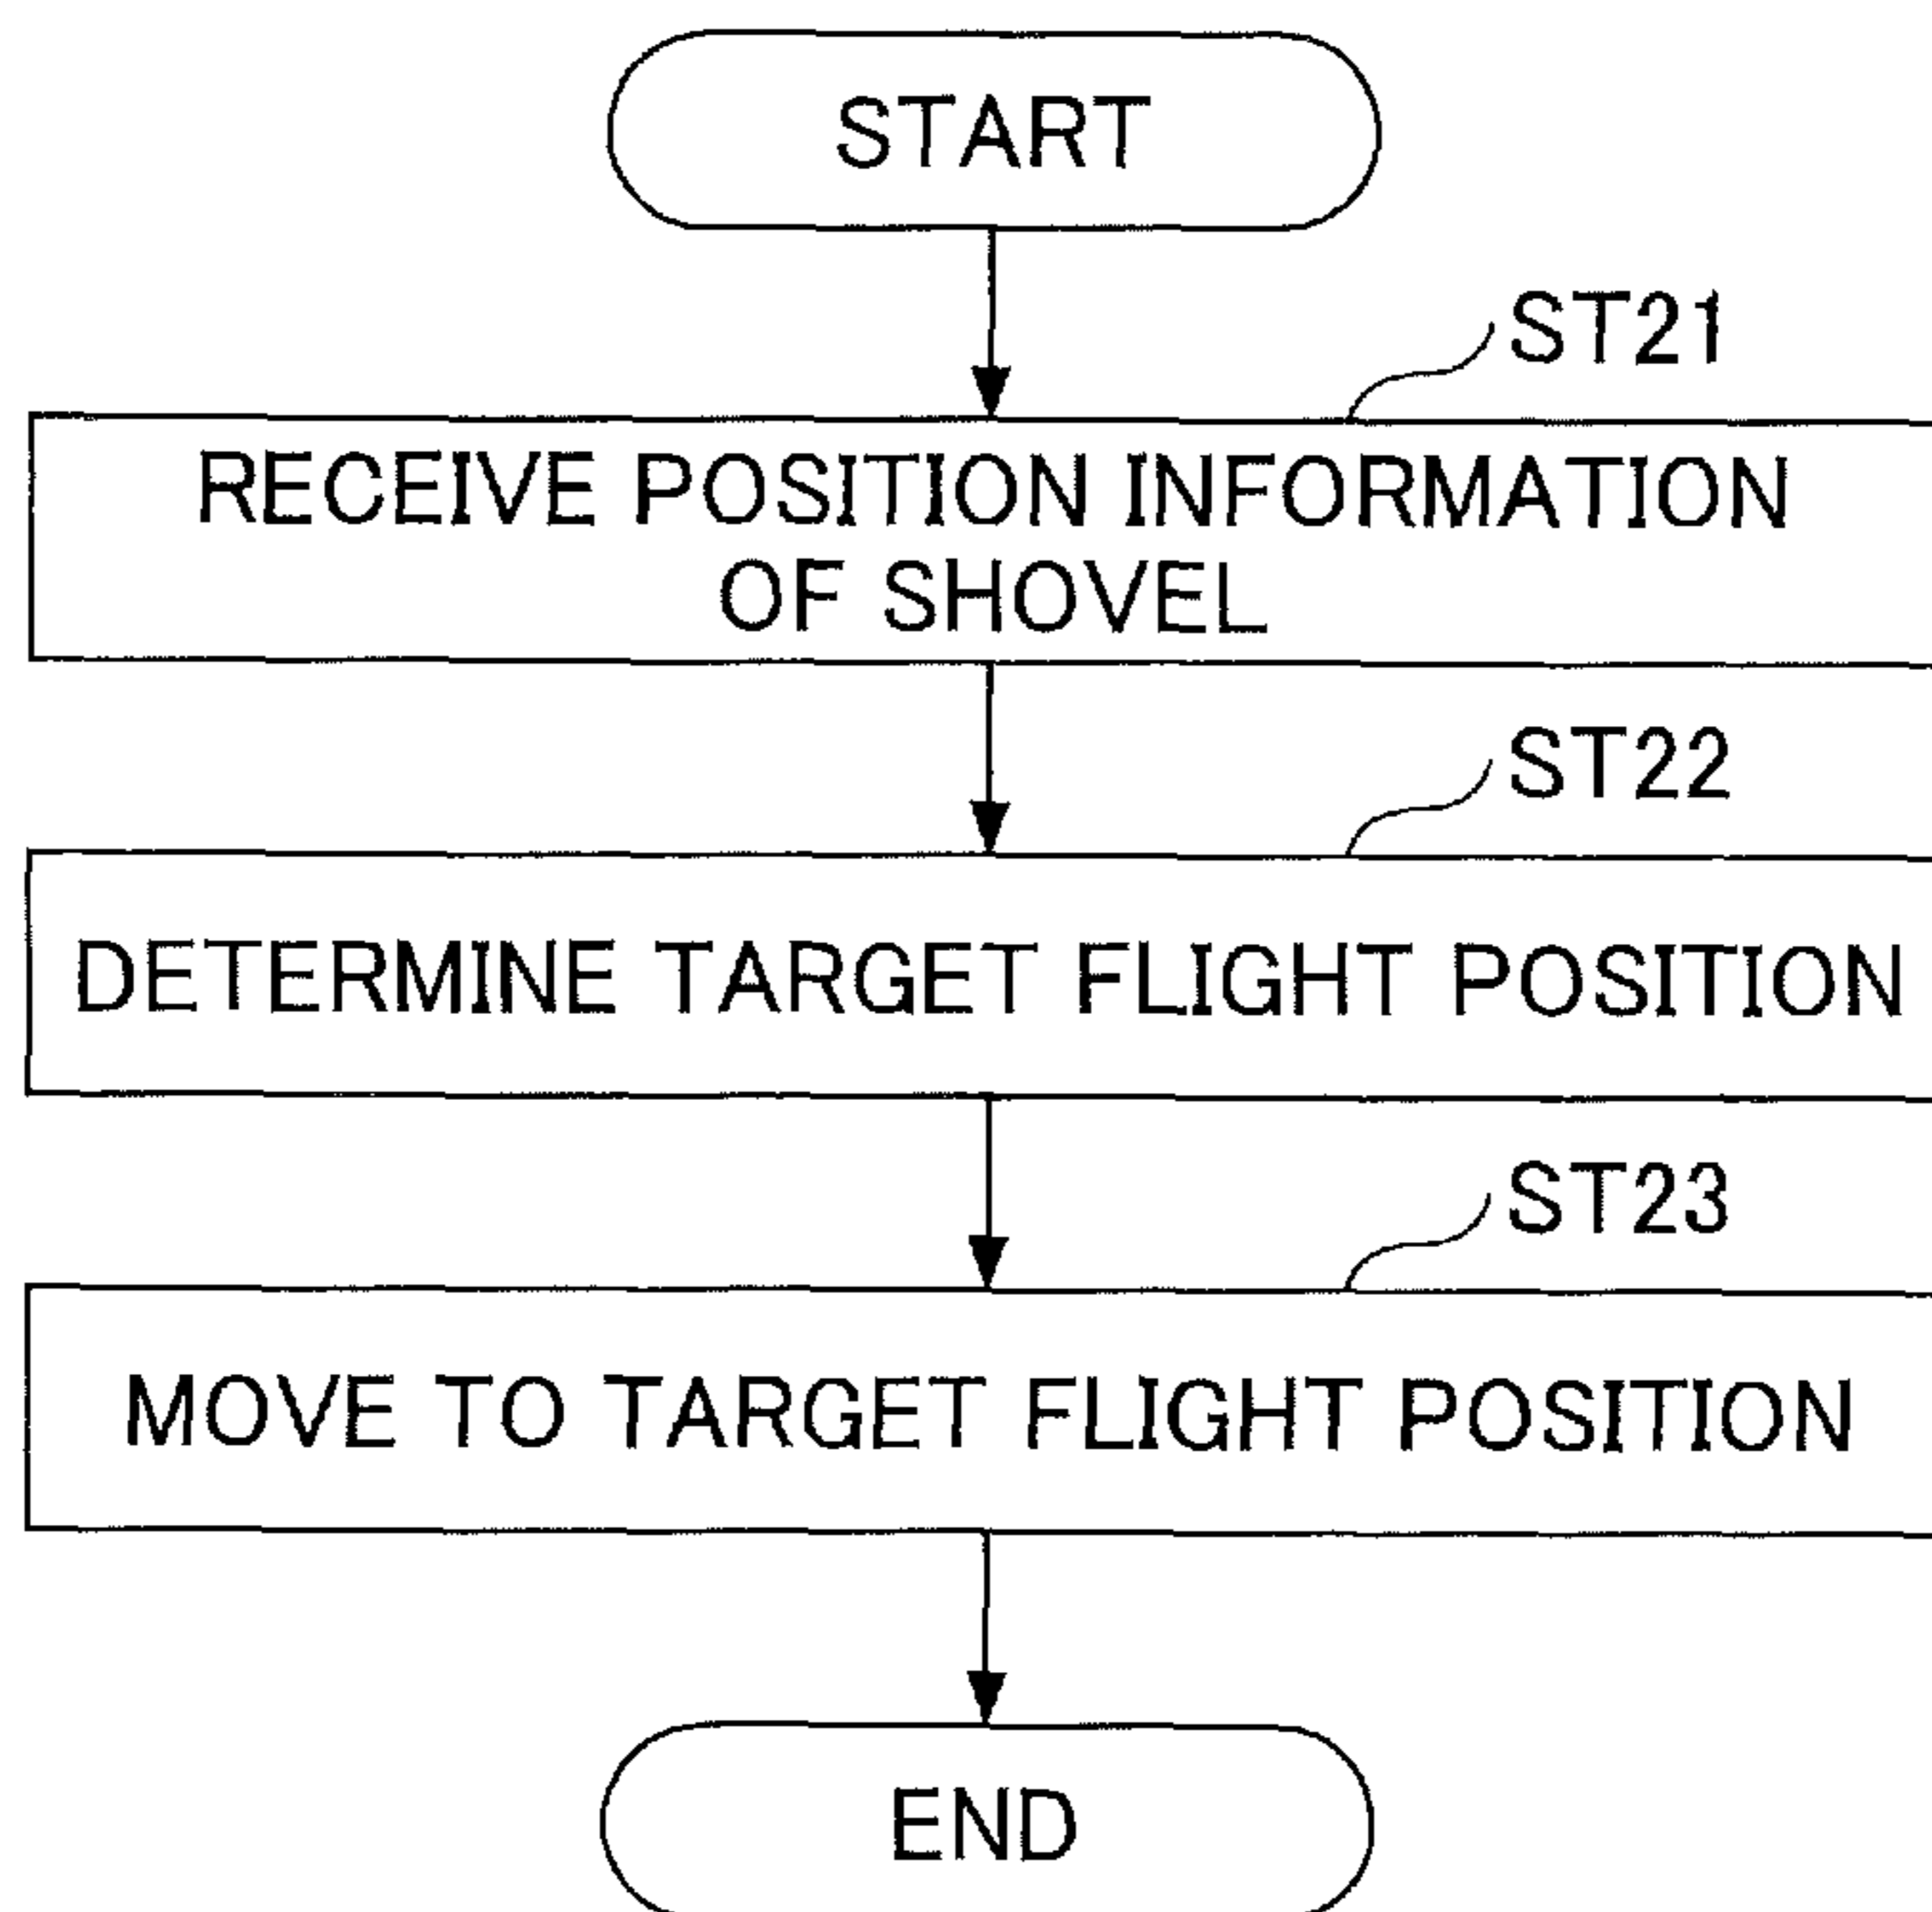 START
ST21
RECEIVE POSITION INFORMATION
OF SHOVEL
ST22
DETERMINE TARGET FLIGHT POSITION
ST23
MOVE TO TARGET FLIGHT POSITION
END